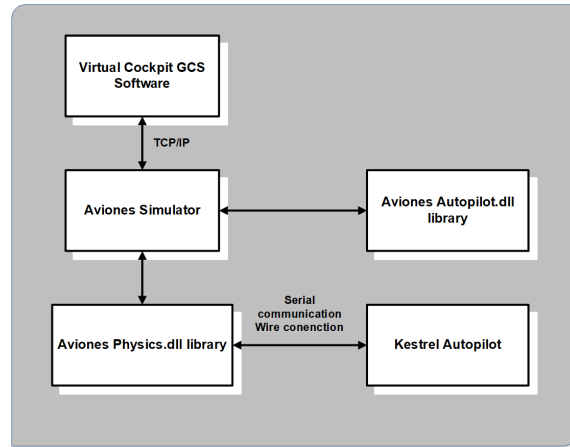 Virtual Cockpit GCS
Software
TCP/IP
Aviones Simulator
Aviones Autopilot.dll
library
Serial
communication
Wire conenction
Aviones Physics.dll library
Kestrel Autopilot